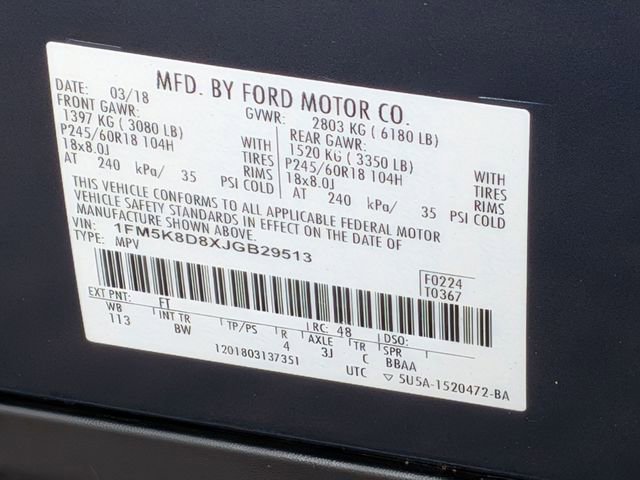 MFD. BY FORD MOTOR CO.
DATE: 03/18 GVWR: 2803 KG ( 6180 LB)
FRONT GAWR: REAR GAWR:
1397 KG ( 3080 LB) WITH 1520 KG ( 3350 LB) WITH
P245/60R18 104H TIRES P245/60R18 104H TIRES
18x8.0J RIMS 18x8.0J RIMS
AT 240 kPa/ 35 PSI COLD AT 240 kPa/ 35 PSI COLD
THIS VEHICLE CONFORMS TO ALL APPLICABLE FEDERAL MOTOR
VEHICLE SAFETY STANDARDS IN EFFECT ON THE DATE OF
MANUFACTURE SHOWN ABOVE.
VIN: 1FM5K8D8XJGB29513
TYPE: MPV
F0224
T0367
EXT PNT: FT RC: 48 DSO:
WB INT TR TP/PS R AXLE TR SPR
113 BW 4 3J C BBAA
1201803137351 UTC ▽ 5U5A-1520472-BA